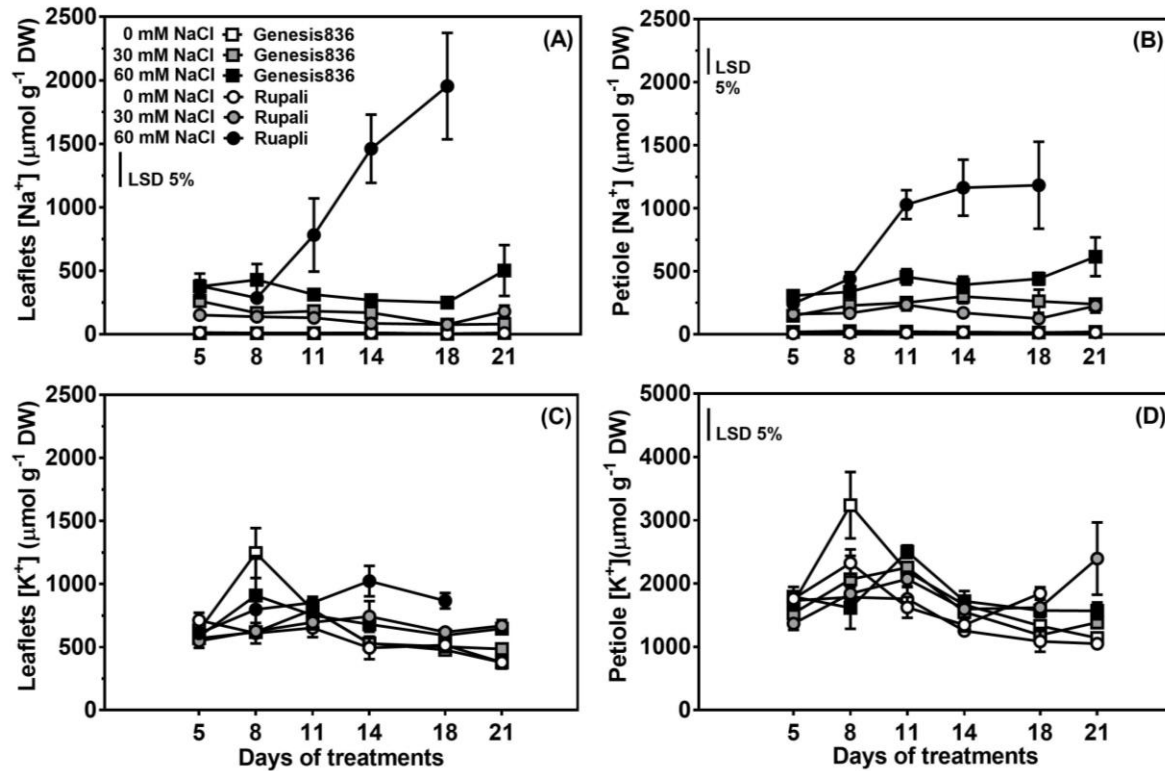 2500
2000
1500
1000
500
0
Leaflets [Na+] (µmol g-1 DW)
(A)
0 mM NaCl Genesis836
30 mM NaCl Genesis836
60 mM NaCl Genesis836
0 mM NaCl Rupali
30 mM NaCl Rupali
60 mM NaCl Ruapli
LSD 5%
5 8 11 14 18 21
2500
2000
1500
1000
500
0
Petiole [Na+] (µmol g-1 DW)
(B)
LSD
5%
5 8 11 14 18 21
2500
2000
1500
1000
500
0
Leaflets [K+] (µmol g-1 DW)
(C)
5 8 11 14 18 21
Days of treatments
5000
4000
3000
2000
1000
0
Petiole [K+](µmol g-1 DW)
(D)
LSD 5%
5 8 11 14 18 21
Days of treatments